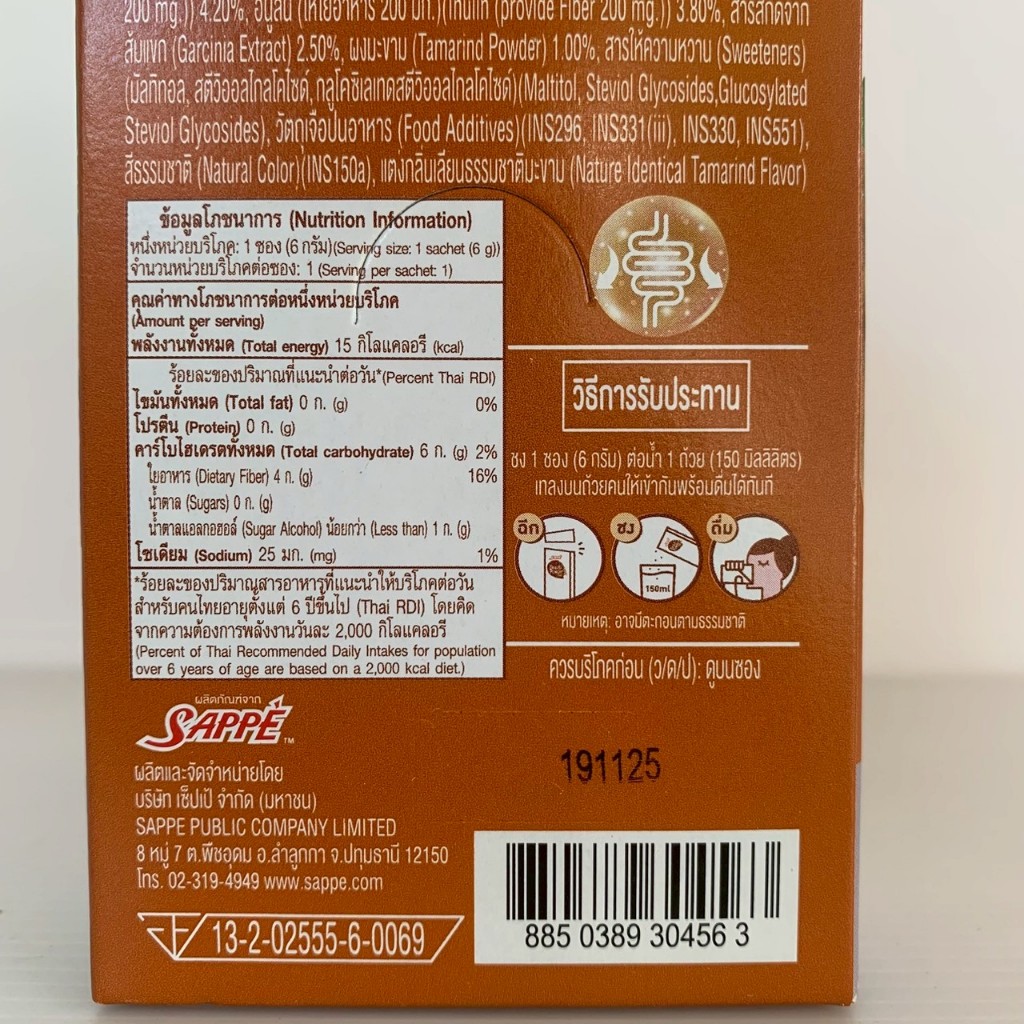 200 mg.)) 4.20%, อินูลิน (ให้ใยอาหาร 200 มก.)(Inulin (provide Fiber 200 mg.)) 3.80%, สารสกัดจาก
ส้มแขก (Garcinia Extract) 2.50%, ผงมะขาม (Tamarind Powder) 1.00%, สารให้ความหวาน (Sweeteners)
(มัลทิทอล, สตีวิออลไกลโคไซด์, กลูโคซิเลเทดสตีวิออลไกลโคไซด์)(Maltitol, Steviol Glycosides,Glucosylated
Steviol Glycosides), วัตถุเจือปนอาหาร (Food Additives)(INS296, INS331(iii), INS330, INS551),
สีธรรมชาติ (Natural Color)(INS150a), แต่งกลิ่นเลียนธรรมชาติมะขาม (Nature Identical Tamarind Flavor)
ข้อมูลโภชนาการ (Nutrition Information)
หนึ่งหน่วยบริโภค: 1 ซอง (6 กรัม)(Serving size: 1 sachet (6 g))
จำนวนหน่วยบริโภคต่อซอง: 1 (Serving per sachet: 1)
คุณค่าทางโภชนาการต่อหนึ่งหน่วยบริโภค
(Amount per serving)
พลังงานทั้งหมด (Total energy) 15 กิโลแคลอรี (kcal)
ร้อยละของปริมาณที่แนะนำต่อวัน*(Percent Thai RDI)
ไขมันทั้งหมด (Total fat) 0 ก. (g) 0%
โปรตีน (Protein) 0 ก. (g)
คาร์โบไฮเดรตทั้งหมด (Total carbohydrate) 6 ก. (g) 2%
ใยอาหาร (Dietary Fiber) 4 ก. (g) 16%
น้ำตาล (Sugars) 0 ก. (g)
น้ำตาลแอลกอฮอล์ (Sugar Alcohol) น้อยกว่า (Less than) 1 ก. (g)
โซเดียม (Sodium) 25 มก. (mg) 1%
*ร้อยละของปริมาณสารอาหารที่แนะนำให้บริโภคต่อวัน
สำหรับคนไทยอายุตั้งแต่ 6 ปีขึ้นไป (Thai RDI) โดยคิด
จากความต้องการพลังงานวันละ 2,000 กิโลแคลอรี
(Percent of Thai Recommended Daily Intakes for population
over 6 years of age are based on a 2,000 kcal diet.)
วิธีการรับประทาน
ชง 1 ซอง (6 กรัม) ต่อน้ำ 1 ถ้วย (150 มิลลิลิตร)
เทลงบนถ้วยคนให้เข้ากันพร้อมดื่มได้ทันที
ฉีก ชง ดื่ม
150ml
หมายเหตุ: อาจมีตะกอนตามธรรมชาติ
ควรบริโภคก่อน (ว/ด/ป): ดูบนซอง
ผลิตภัณฑ์จาก
SAPPÉ TM
ผลิตและจัดจำหน่ายโดย
บริษัท เซ็ปเป้ จำกัด (มหาชน)
SAPPE PUBLIC COMPANY LIMITED
8 หมู่ 7 ต.พืชอุดม อ.ลำลูกกา จ.ปทุมธานี 12150
โทร. 02-319-4949 www.sappe.com
13-2-02555-6-0069
191125
885 0389 30456 3